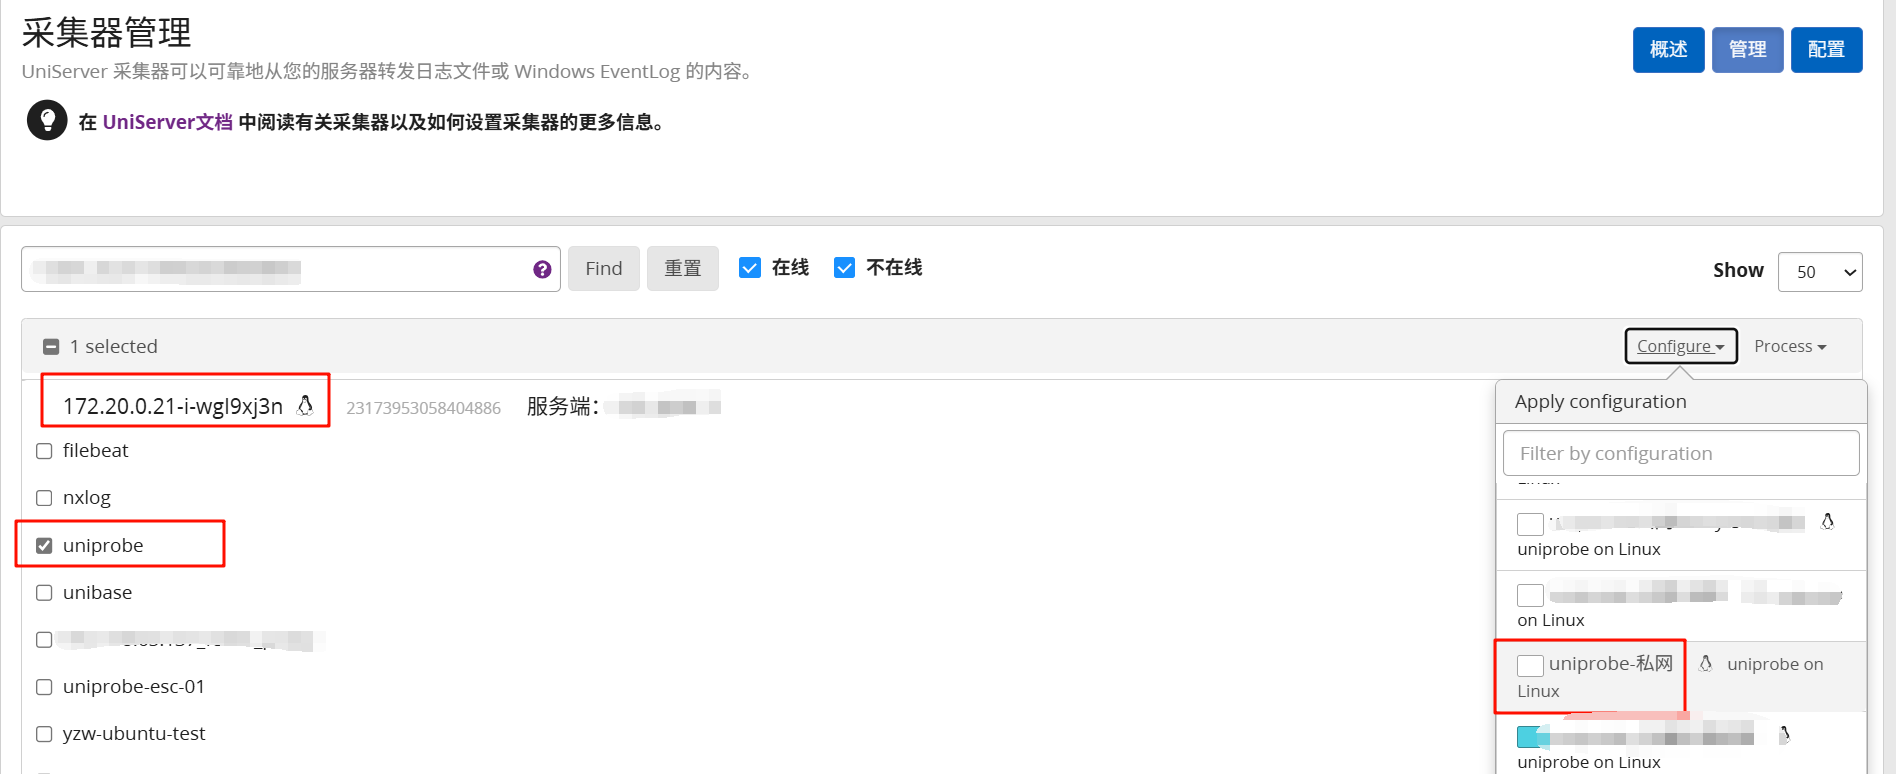 采集器管理
概述 管理 配置
UniServer 采集器可以可靠地从您的服务器转发日志文件或 Windows EventLog 的内容。
在 UniServer文档 中阅读有关采集器以及如何设置采集器的更多信息。
? Find 重置 在线 不在线 Show 50
1 selected Configure Process
172.20.0.21-i-wgl9xj3n 23173953058404886 服务端：
Apply configuration
filebeat
Filter by configuration
nxlog
uniprobe
uniprobe on Linux
unibase
on Linux
uniprobe-esc-01
uniprobe-私网 uniprobe on
Linux
yzw-ubuntu-test
uniprobe on Linux